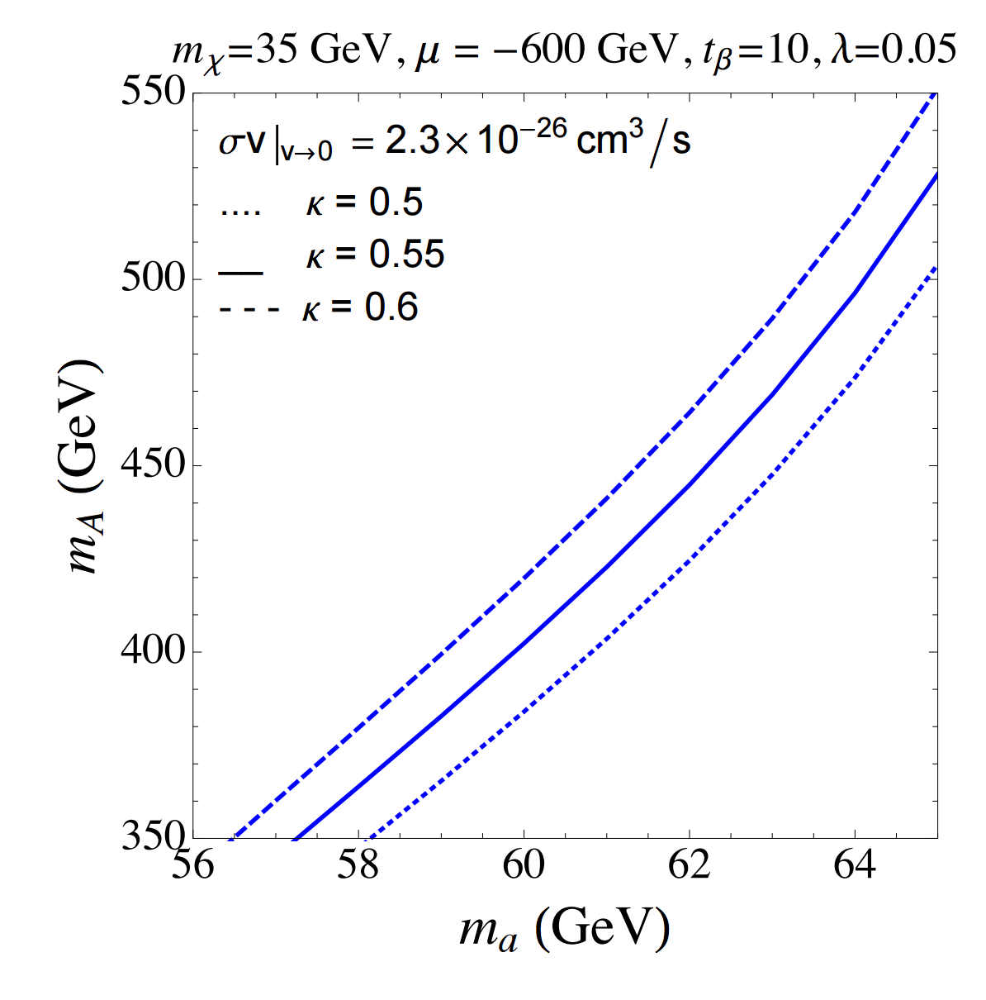 mχ=35 GeV, μ = −600 GeV, tβ=10, λ=0.05
σv|v→0 = 2.3×10−26 cm3/s
.... κ = 0.5
— κ = 0.55
- - - κ = 0.6
550
500
450
400
350
mA (GeV)
56 58 60 62 64
ma (GeV)